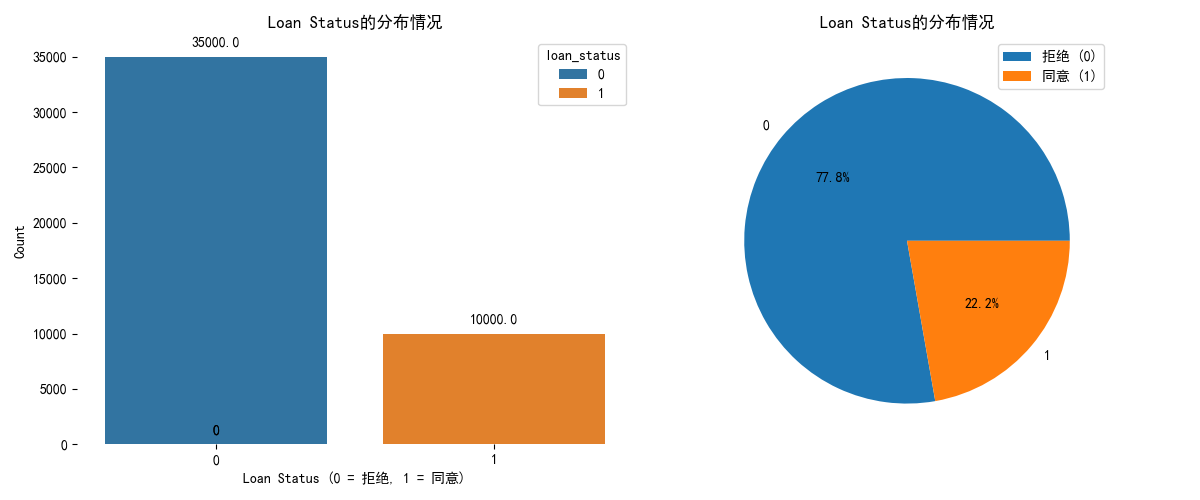 Loan Status的分布情况
35000.0
loan_status
0
1
35000
30000
25000
20000
15000
10000
5000
0
Count
10000.0
0
0
1
Loan Status (0 = 拒绝, 1 = 同意)
Loan Status的分布情况
拒绝 (0)
同意 (1)
0
77.8%
22.2%
1